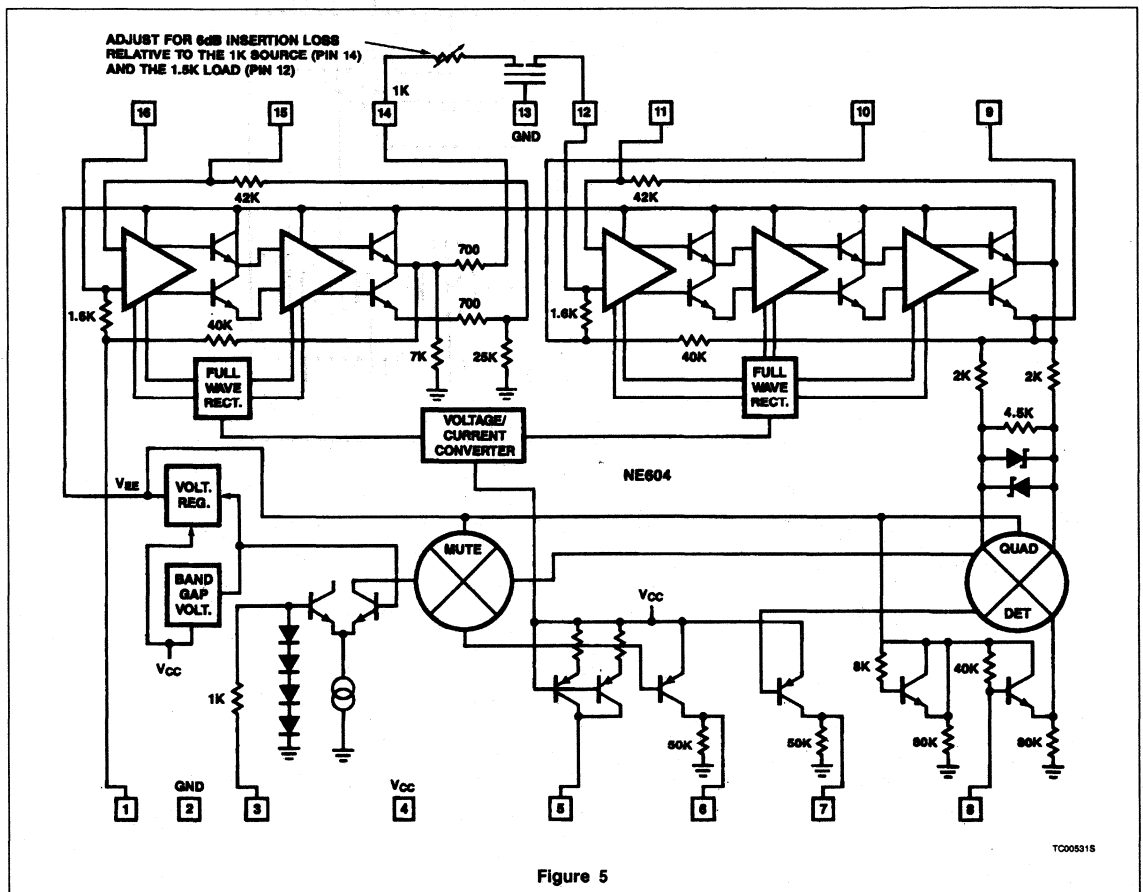 ADJUST FOR 6dB INSERTION LOSS
RELATIVE TO THE 1K SOURCE (PIN 14)
AND THE 1.5K LOAD (PIN 12)
1K
16
15
14
13
12
11
10
9
GND
42K
42K
700
700
1.6K
40K
7K
25K
1.6K
40K
2K
2K
4.5K
FULL
WAVE
RECT.
FULL
WAVE
RECT.
VOLTAGE/
CURRENT
CONVERTER
NE604
VEE
VOLT.
REG.
BAND
GAP
VOLT.
VCC
MUTE
QUAD
DET
VCC
1K
8K
40K
50K
50K
80K
80K
GND
VCC
1
2
3
4
5
6
7
8
TC00531S
Figure 5